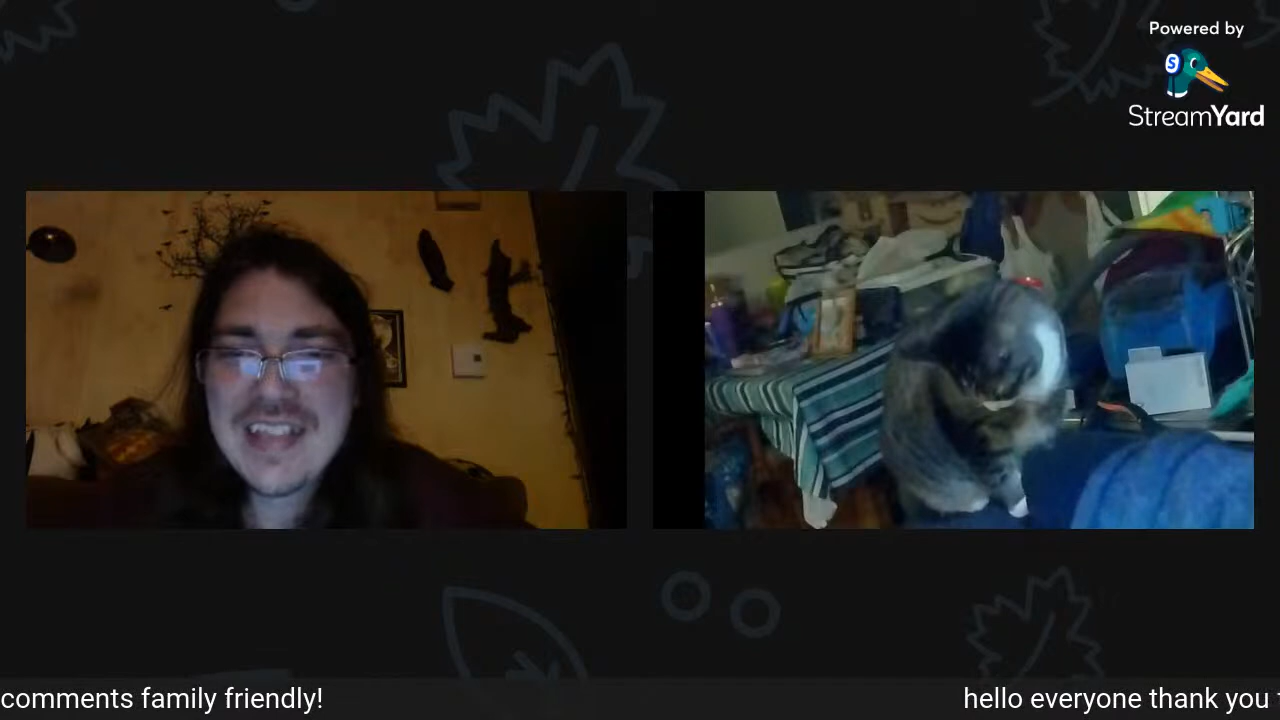 Powered by
S
StreamYard
comments family friendly!
hello everyone thank you